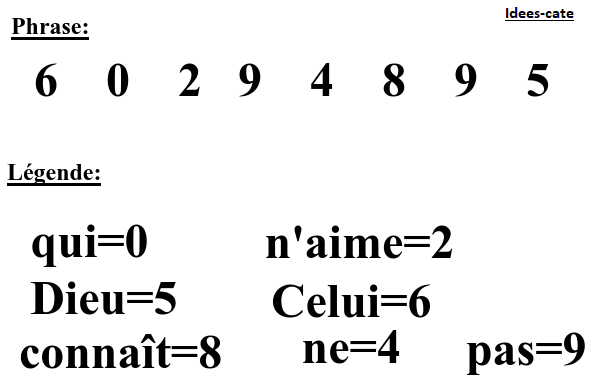 Idees-cate
Phrase:
6 0 2 9 4 8 9 5
Légende:
qui=0 n'aime=2
Dieu=5 Celui=6
connaît=8 ne=4 pas=9